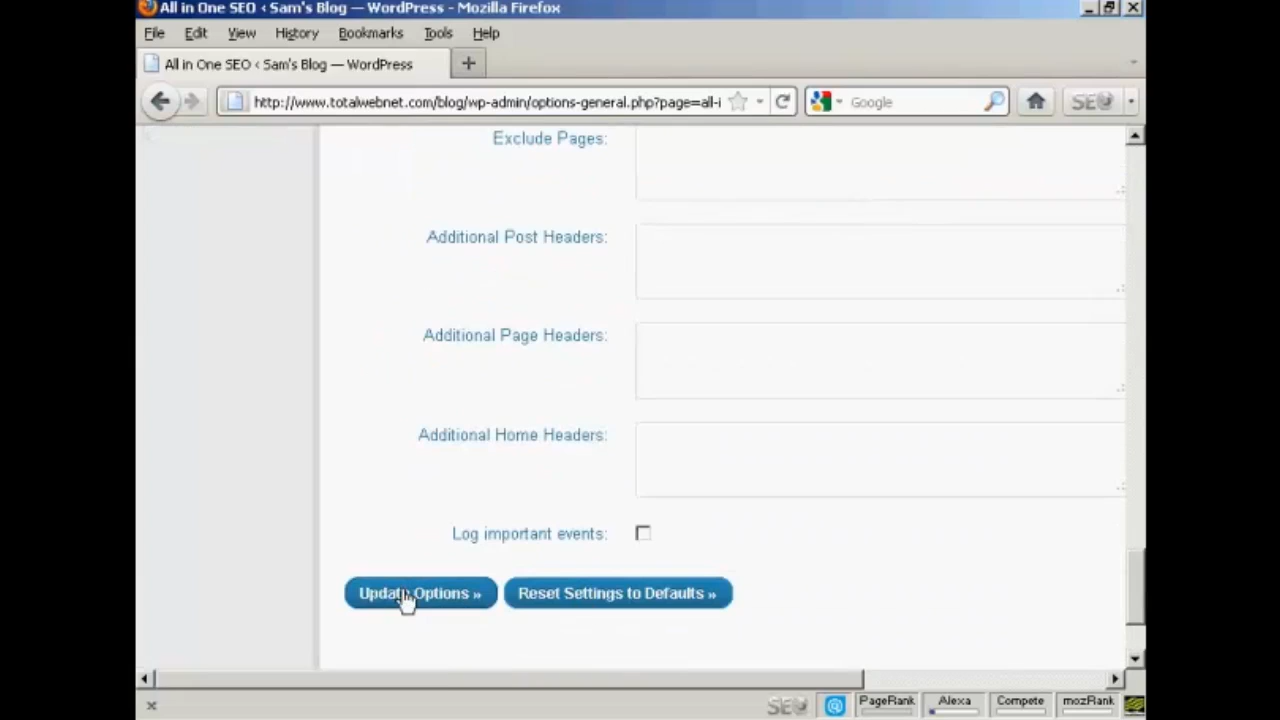 All in One SEO ‹ Sam's Blog — WordPress - Mozilla Firefox
File Edit View History Bookmarks Tools Help
All in One SEO ‹ Sam's Blog — WordPress
http://www.totalwebnet.com/blog/wp-admin/options-general.php?page=all-i Google SEO
Exclude Pages:
Additional Post Headers:
Additional Page Headers:
Additional Home Headers:
Log important events:
Update Options » Reset Settings to Defaults »
SEO PageRank Alexa Compete mozRank